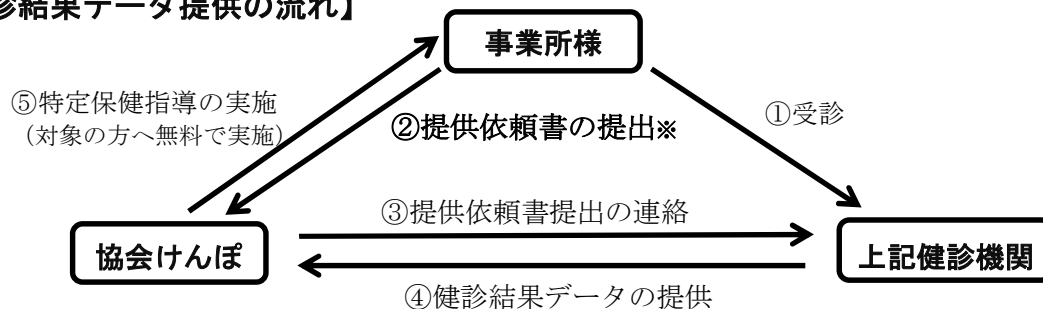 診結果データ提供の流れ】
事業所様
⑤特定保健指導の実施
(対象の方へ無料で実施)
②提供依頼書の提出※
①受診
③提供依頼書提出の連絡
協会けんぽ
上記健診機関
④健診結果データの提供